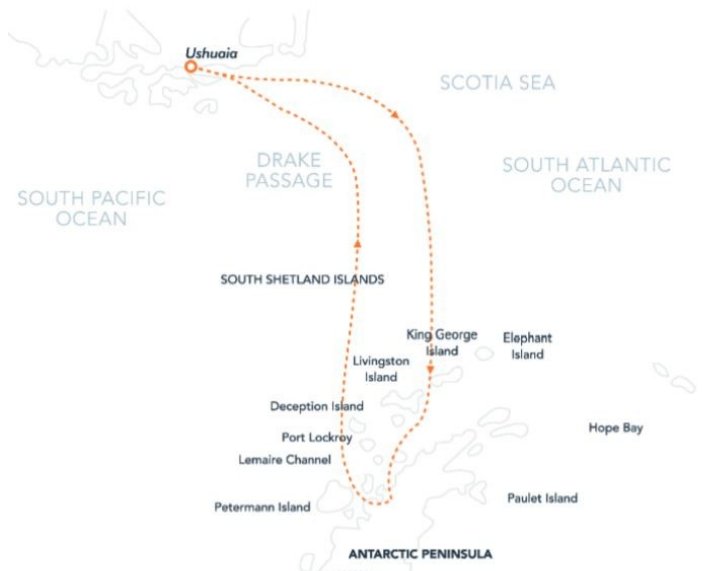 Ushuaia
SCOTIA SEA
DRAKE
PASSAGE
SOUTH ATLANTIC
OCEAN
SOUTH PACIFIC
OCEAN
SOUTH SHETLAND ISLANDS
King George
Island
Elephant
Island
Livingston
Island
Deception Island
Port Lockroy
Hope Bay
Lemaire Channel
Petermann Island
Paulet Island
ANTARCTIC PENINSULA